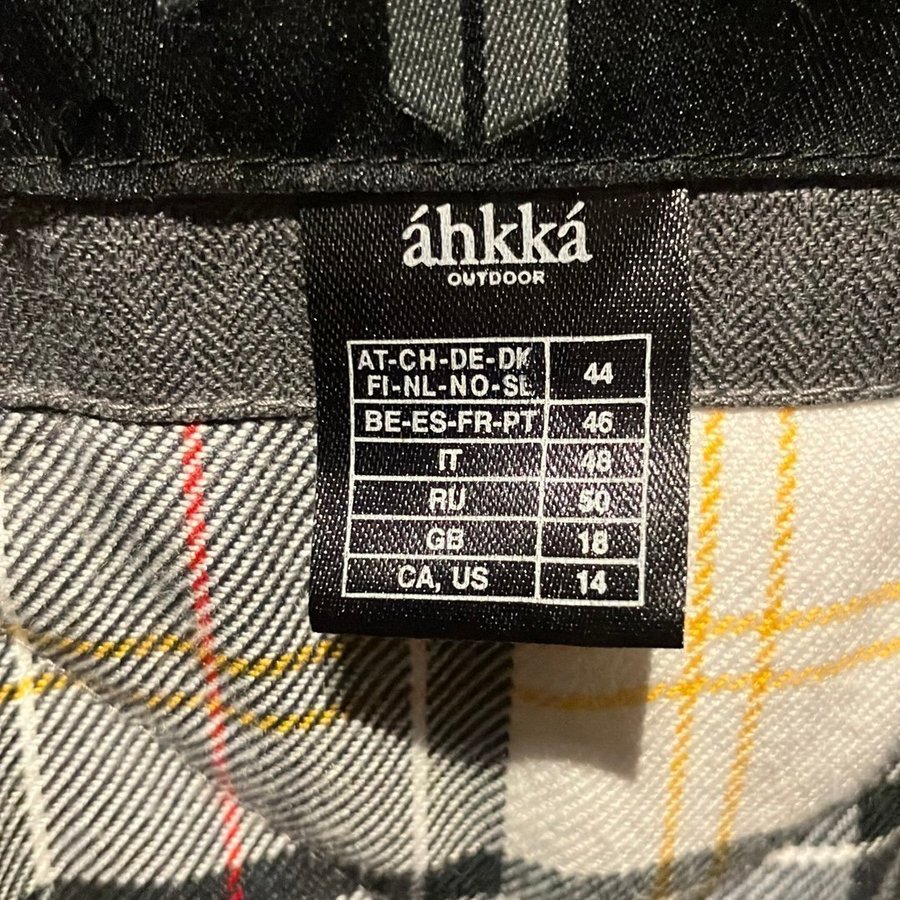 áhkká
OUTDOOR
AT-CH-DE-DK
FI-NL-NO-SL 44
BE-ES-FR-PT 46
IT 48
RU 50
GB 18
CA, US 14